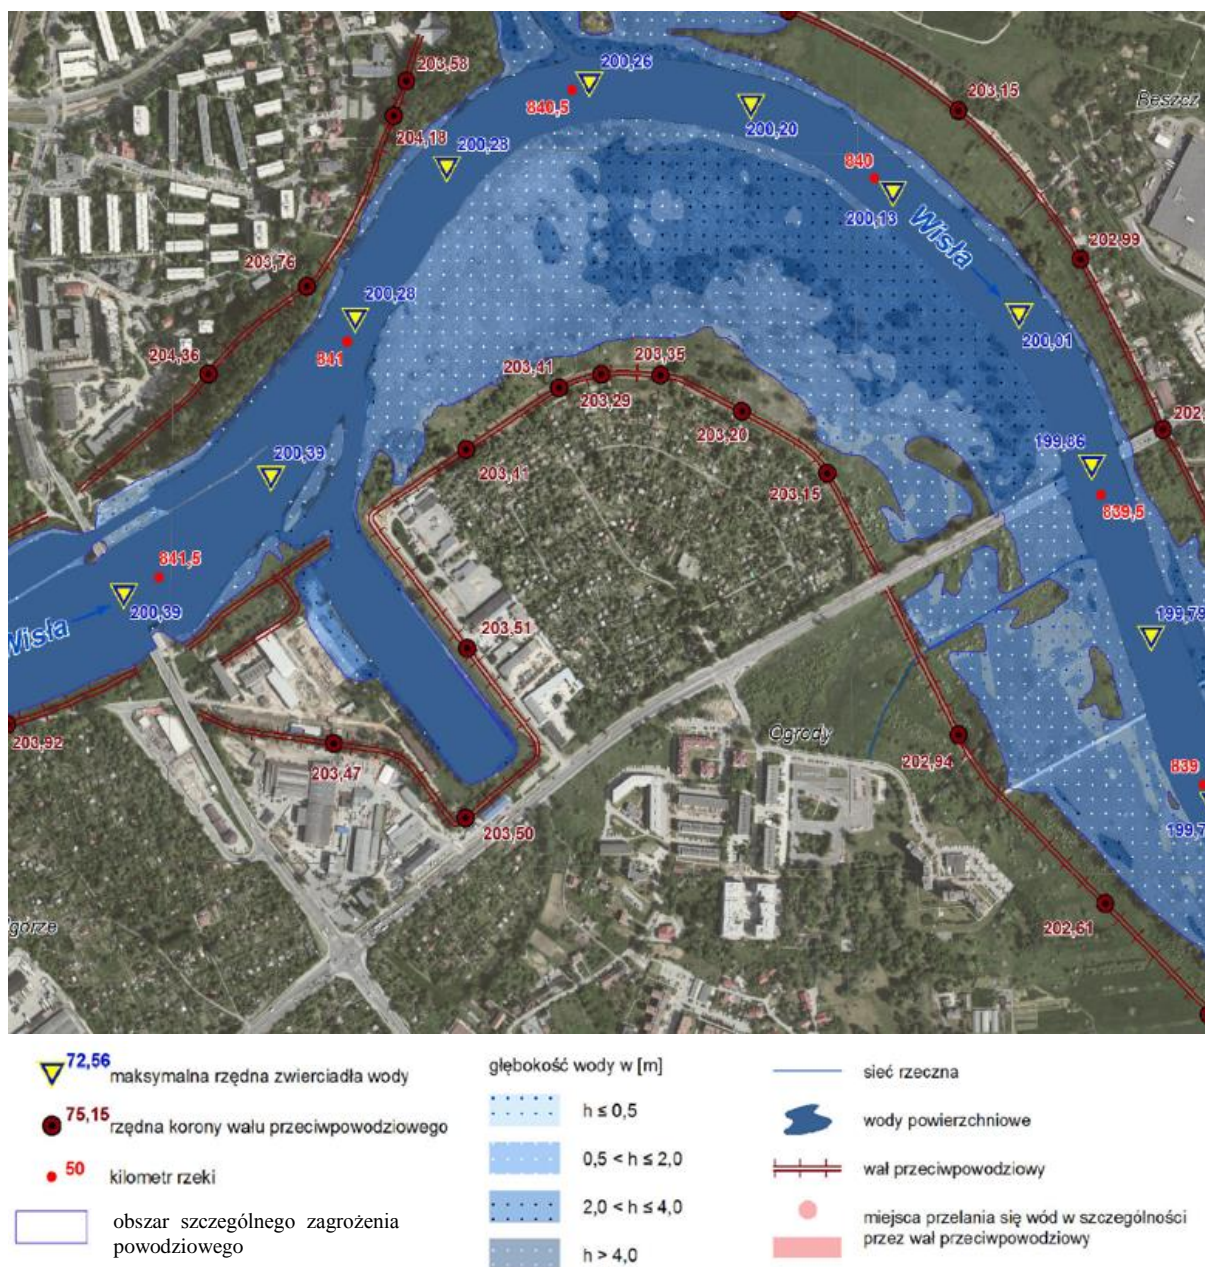 203,58
200,26
840,5
203,15
Beszcz
204,18
200,20
200,28
840
200,13
Wisła
202,99
203,76
200,28
200,01
841
204,36
203,41
203,35
203,29
203,20
202,
199,86
200,39
203,41
203,15
839,5
841,5
200,39
Wisła
203,51
199,79
203,92
Ogrody
202,94
203,47
839
203,50
199,7
202,61
górze
72,56
maksymalna rzędna zwierciadła wody
75,15
rzędna korony wału przeciwpowodziowego
50
kilometr rzeki
obszar szczególnego zagrożenia
powodziowego
głębokość wody w [m]
h ≤ 0,5
0,5 < h ≤ 2,0
2,0 < h ≤ 4,0
h > 4,0
sieć rzeczna
wody powierzchniowe
wał przeciwpowodziowy
miejsca przelania się wód w szczególności
przez wał przeciwpowodziowy